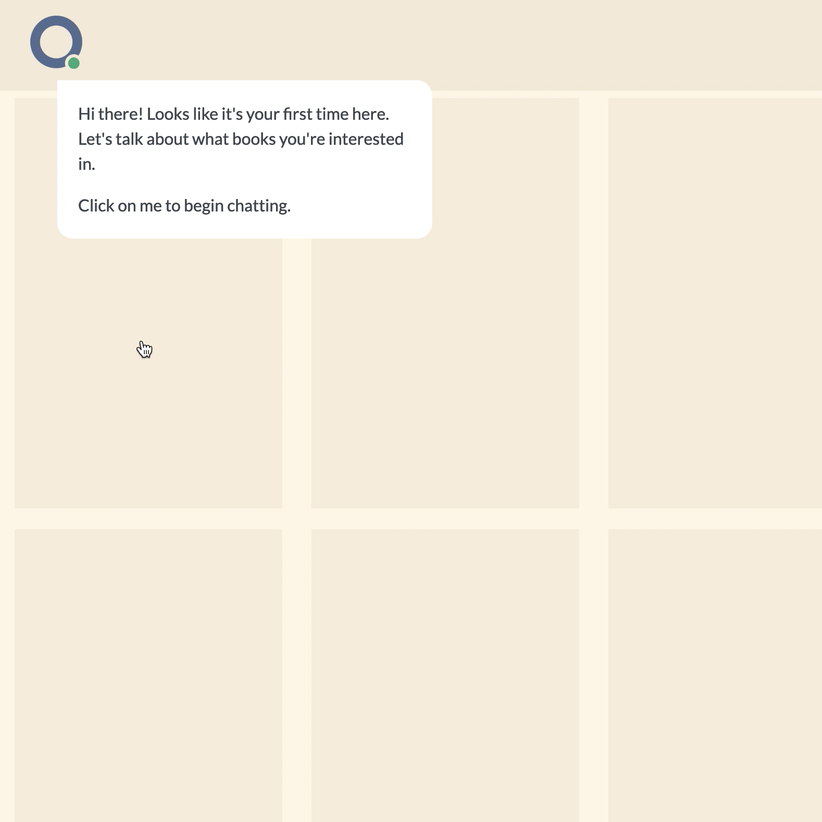 Hi there! Looks like it's your first time here.
Let's talk about what books you're interested
in.
Click on me to begin chatting.